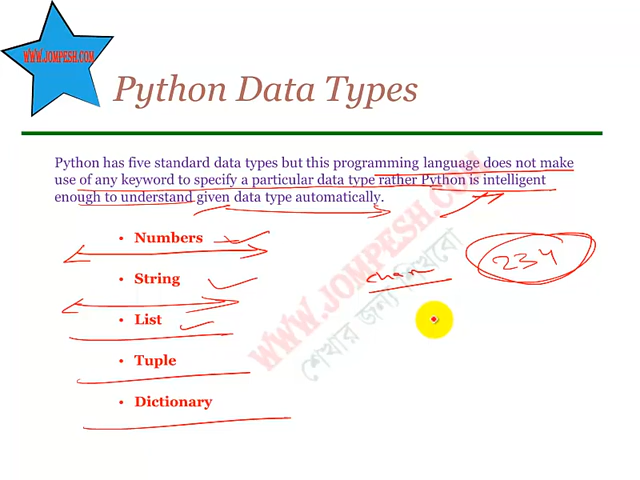 WWW.JOMPESH.COM
Python Data Types
Python has five standard data types but this programming language does not make
use of any keyword to specify a particular data type rather Python is intelligent
enough to understand given data type automatically.
• Numbers
• String
• List
• Tuple
• Dictionary
char
234
WWW.JOMPESH.COM
শেখার জন্য লিখবো